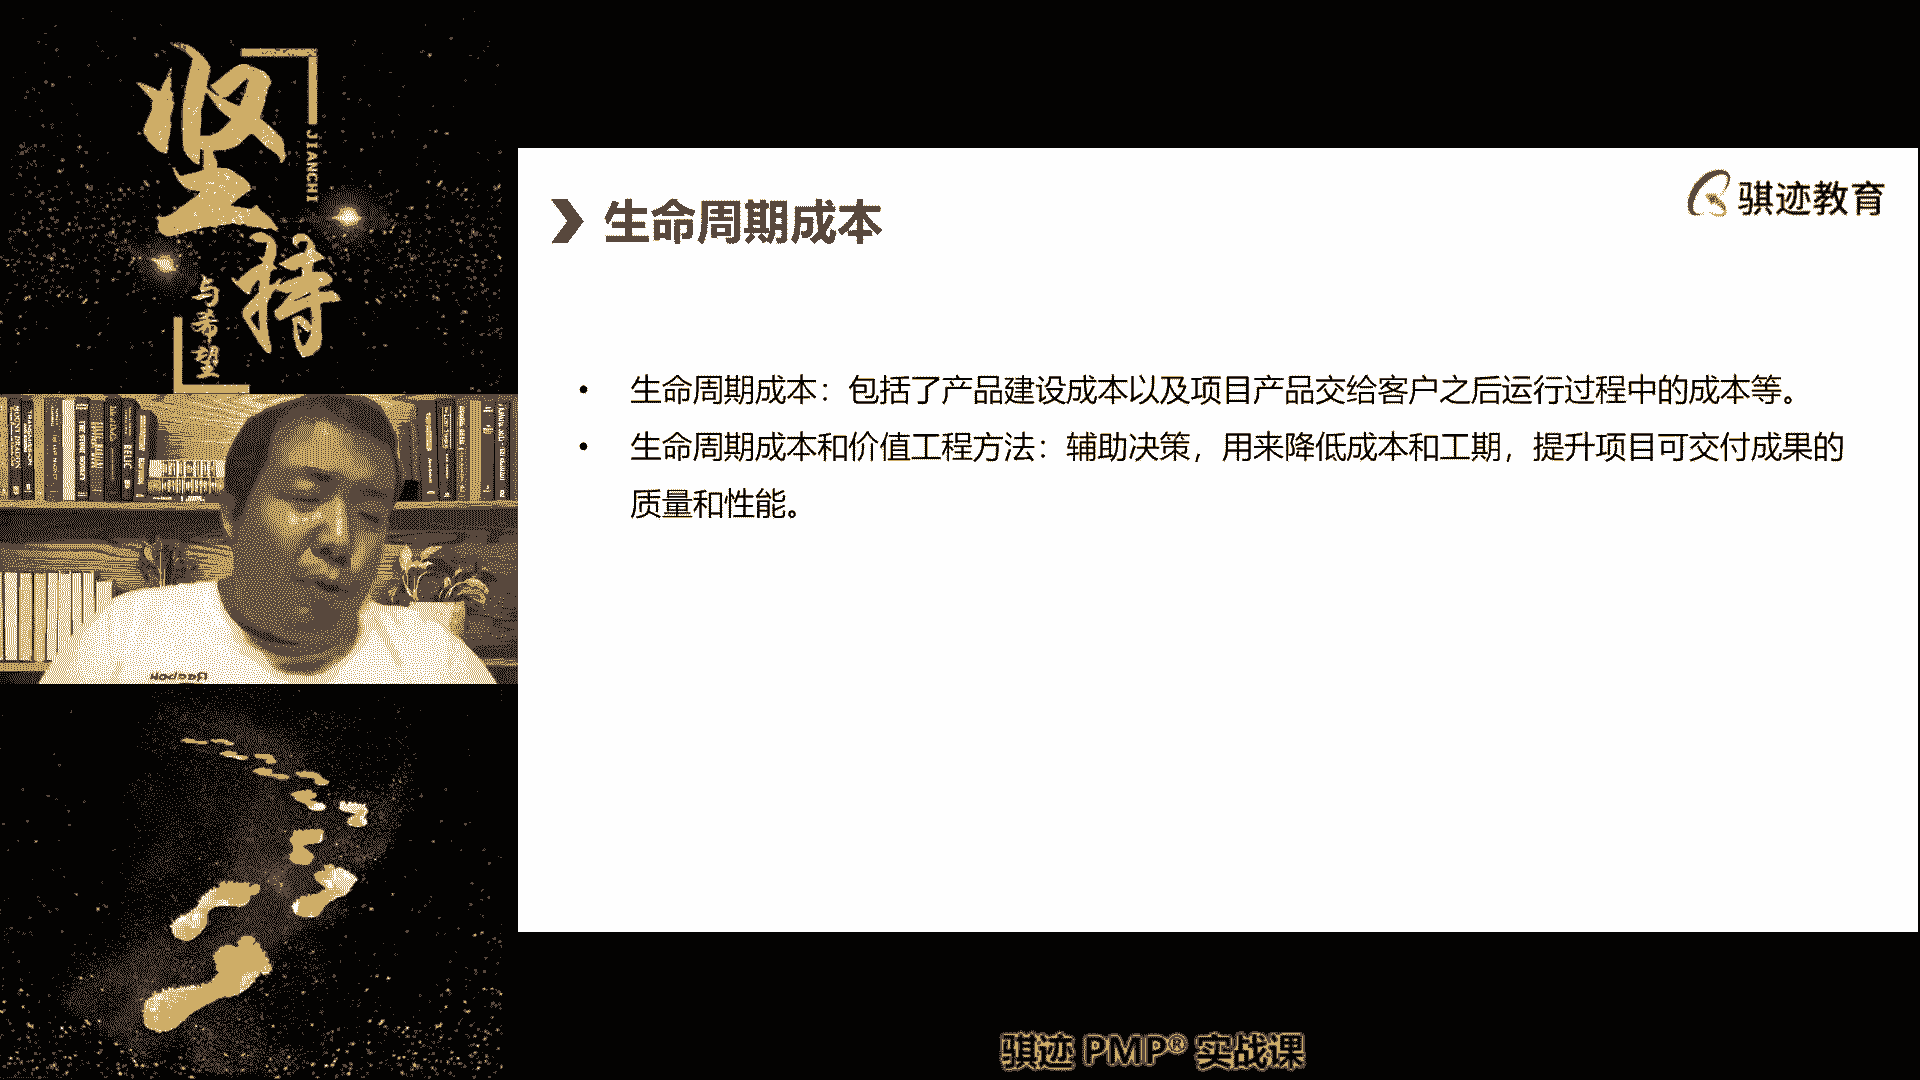 坚持
JIANCHI
与希望
骐迹教育
生命周期成本
• 生命周期成本：包括了产品建设成本以及项目产品交给客户之后运行过程中的成本等。
• 生命周期成本和价值工程方法：辅助决策，用来降低成本和工期，提升项目可交付成果的
质量和性能。
RELIC
骐迹 PMP® 实战课